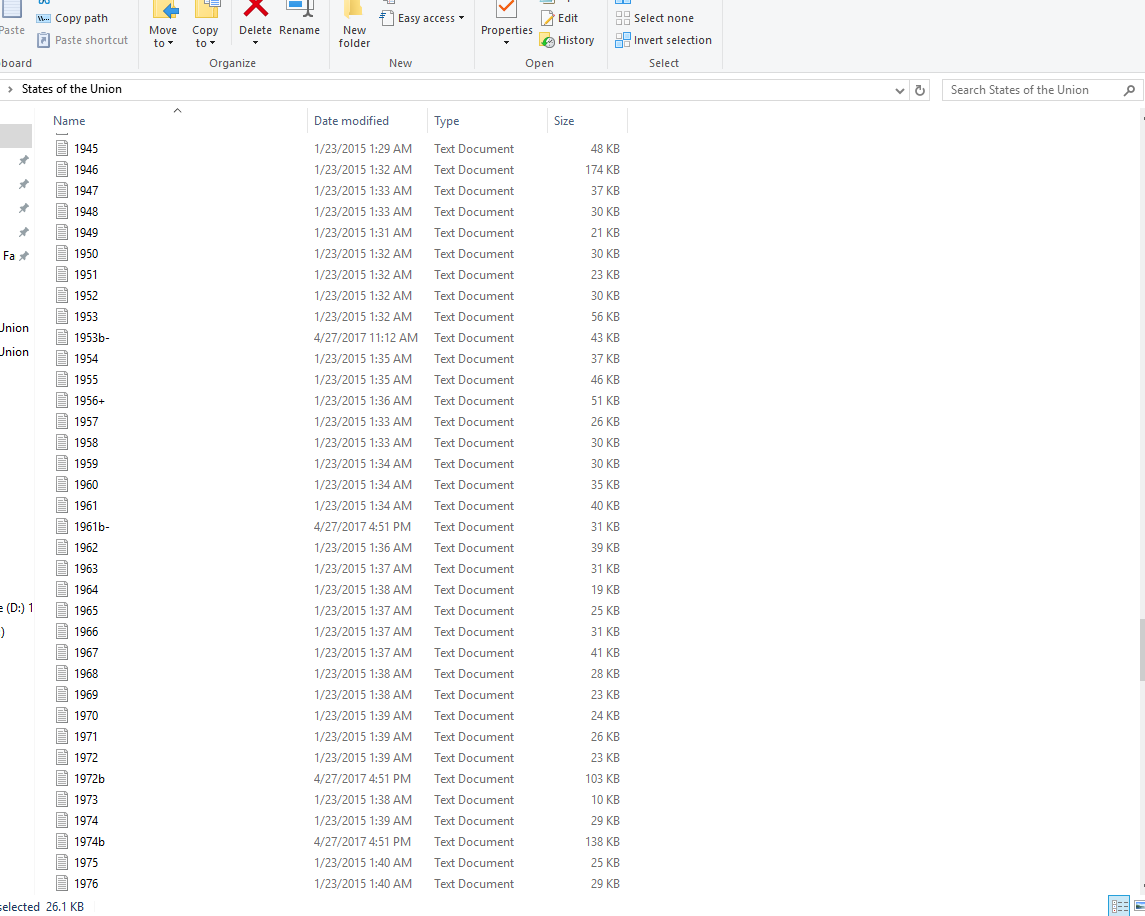 Paste
Copy path
Paste shortcut
board
Move to
Copy to
Delete
Rename
Organize
New folder
Easy access
New
Properties
Edit
History
Open
Select none
Invert selection
Select
States of the Union
Search States of the Union
Name Date modified Type Size
1945 1/23/2015 1:29 AM Text Document 48 KB
1946 1/23/2015 1:32 AM Text Document 174 KB
1947 1/23/2015 1:33 AM Text Document 37 KB
1948 1/23/2015 1:33 AM Text Document 30 KB
1949 1/23/2015 1:31 AM Text Document 21 KB
1950 1/23/2015 1:32 AM Text Document 30 KB
1951 1/23/2015 1:32 AM Text Document 23 KB
1952 1/23/2015 1:32 AM Text Document 30 KB
1953 1/23/2015 1:32 AM Text Document 56 KB
1953b- 4/27/2017 11:12 AM Text Document 43 KB
1954 1/23/2015 1:35 AM Text Document 37 KB
1955 1/23/2015 1:35 AM Text Document 46 KB
1956+ 1/23/2015 1:36 AM Text Document 51 KB
1957 1/23/2015 1:33 AM Text Document 26 KB
1958 1/23/2015 1:33 AM Text Document 30 KB
1959 1/23/2015 1:34 AM Text Document 30 KB
1960 1/23/2015 1:34 AM Text Document 35 KB
1961 1/23/2015 1:34 AM Text Document 40 KB
1961b- 4/27/2017 4:51 PM Text Document 31 KB
1962 1/23/2015 1:36 AM Text Document 39 KB
1963 1/23/2015 1:37 AM Text Document 31 KB
1964 1/23/2015 1:38 AM Text Document 19 KB
1965 1/23/2015 1:37 AM Text Document 25 KB
1966 1/23/2015 1:37 AM Text Document 31 KB
1967 1/23/2015 1:37 AM Text Document 41 KB
1968 1/23/2015 1:38 AM Text Document 28 KB
1969 1/23/2015 1:38 AM Text Document 23 KB
1970 1/23/2015 1:39 AM Text Document 24 KB
1971 1/23/2015 1:39 AM Text Document 26 KB
1972 1/23/2015 1:39 AM Text Document 23 KB
1972b 4/27/2017 4:51 PM Text Document 103 KB
1973 1/23/2015 1:38 AM Text Document 10 KB
1974 1/23/2015 1:39 AM Text Document 29 KB
1974b 4/27/2017 4:51 PM Text Document 138 KB
1975 1/23/2015 1:40 AM Text Document 25 KB
1976 1/23/2015 1:40 AM Text Document 29 KB
Fa
Union
Union
e (D:) 1
)
selected 26.1 KB